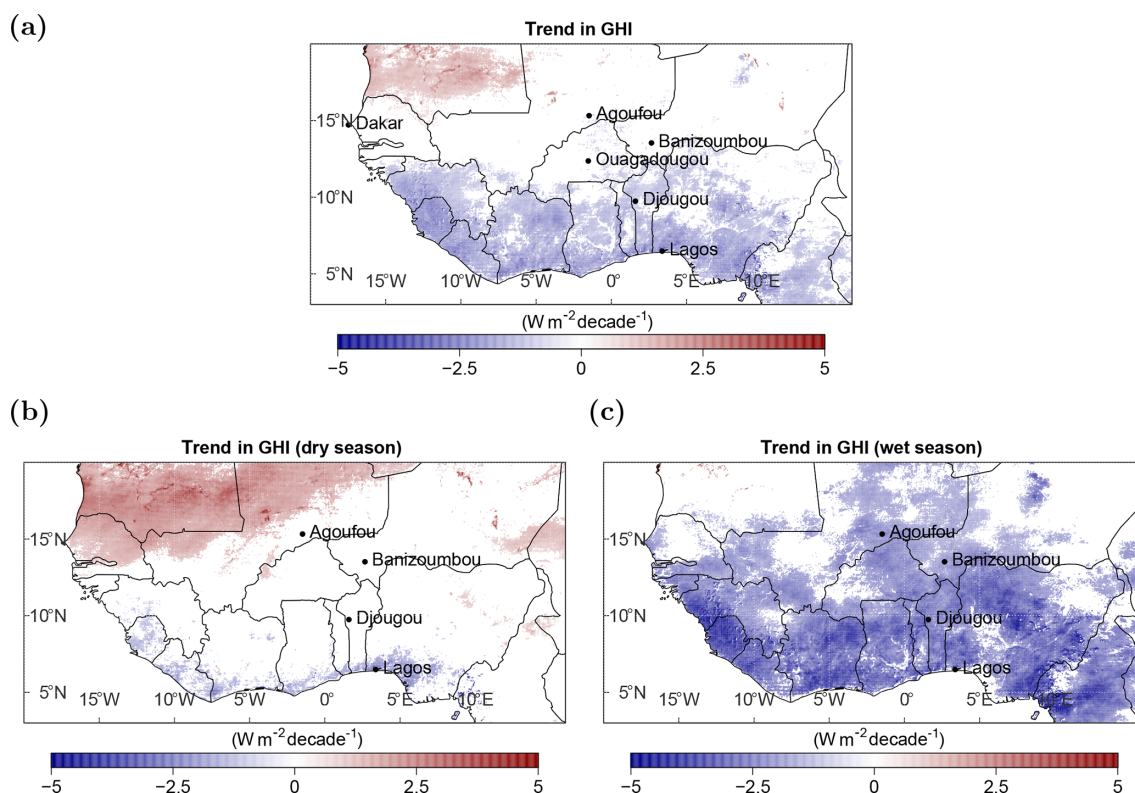 (a)
Trend in GHI
Agoufou
15°N Dakar
Banizoumbou
Ouagadougou
10°N
Djougou
Lagos
5°N
15°W 10°W 5°W 0° 5°E 10°E
(W m⁻² decade⁻¹)
−5 −2.5 0 2.5 5
(b)
Trend in GHI (dry season)
Agoufou
15°N
Banizoumbou
10°N
Djougou
Lagos
5°N
15°W 10°W 5°W 0° 5°E 10°E
(W m⁻² decade⁻¹)
−5 −2.5 0 2.5 5
(c)
Trend in GHI (wet season)
Agoufou
15°N
Banizoumbou
10°N
Djougou
Lagos
5°N
15°W 10°W 5°W 0° 5°E 10°E
(W m⁻² decade⁻¹)
−5 −2.5 0 2.5 5